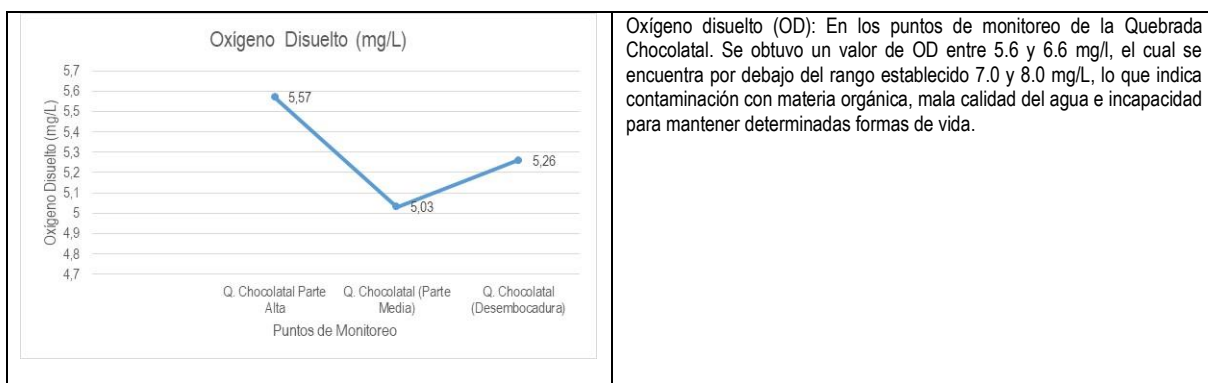 Oxígeno Disuelto (mg/L)
5,7
5,6
5,5
5,4
5,3
5,2
5,1
5
4,9
4,8
4,7
Oxígeno Disuelto (mg/L)
5,57
5,03
5,26
Q. Chocolatal Parte
Alta
Q. Chocolatal (Parte
Media)
Q. Chocolatal
(Desembocadura)
Puntos de Monitoreo
Oxígeno disuelto (OD): En los puntos de monitoreo de la Quebrada
Chocolatal. Se obtuvo un valor de OD entre 5.6 y 6.6 mg/l, el cual se
encuentra por debajo del rango establecido 7.0 y 8.0 mg/L, lo que indica
contaminación con materia orgánica, mala calidad del agua e incapacidad
para mantener determinadas formas de vida.